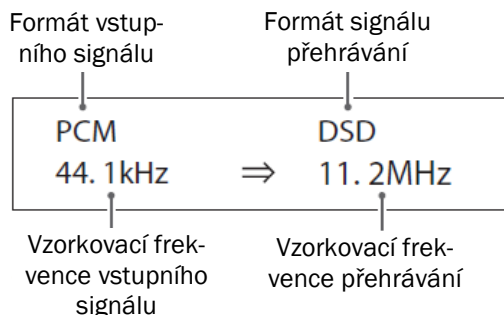 Formát vstup-
ního signálu
Formát signálu
přehrávání
PCM
DSD
44. 1kHz ⇒ 11. 2MHz
Vzorkovací frek-
vence vstupního
signálu
Vzorkovací frek-
vence přehrávání